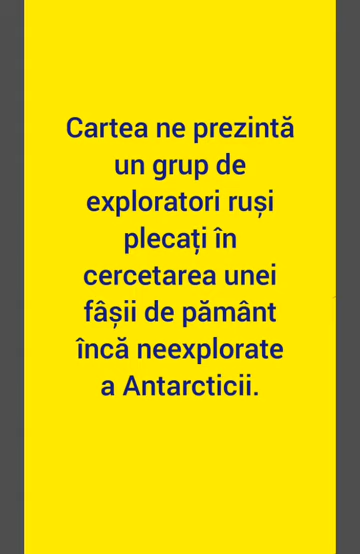 Cartea ne prezintă
un grup de
exploratori ruși
plecați în
cercetarea unei
fâșii de pământ
încă neexplorate
a Antarcticii.